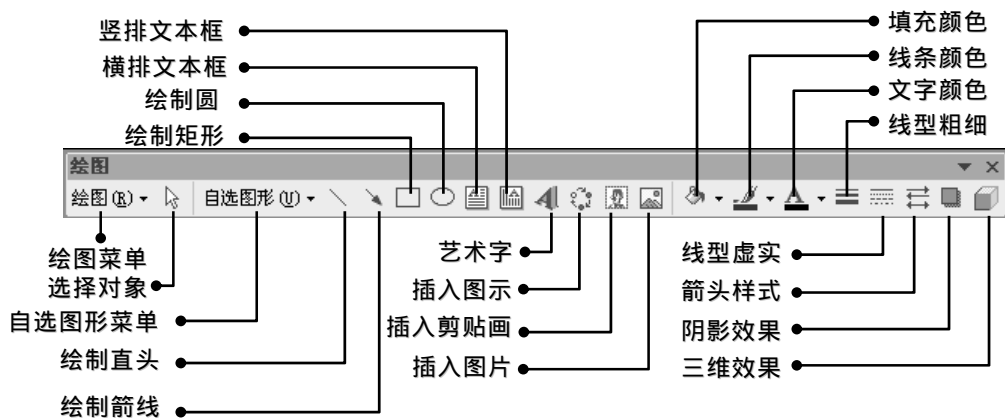 竖排文本框
横排文本框
绘制圆
绘制矩形
填充颜色
线条颜色
文字颜色
线型粗细
绘图
绘图(R)
自选图形(U)
绘图菜单
选择对象
自选图形菜单
绘制直头
绘制箭线
艺术字
插入图示
插入剪贴画
插入图片
线型虚实
箭头样式
阴影效果
三维效果